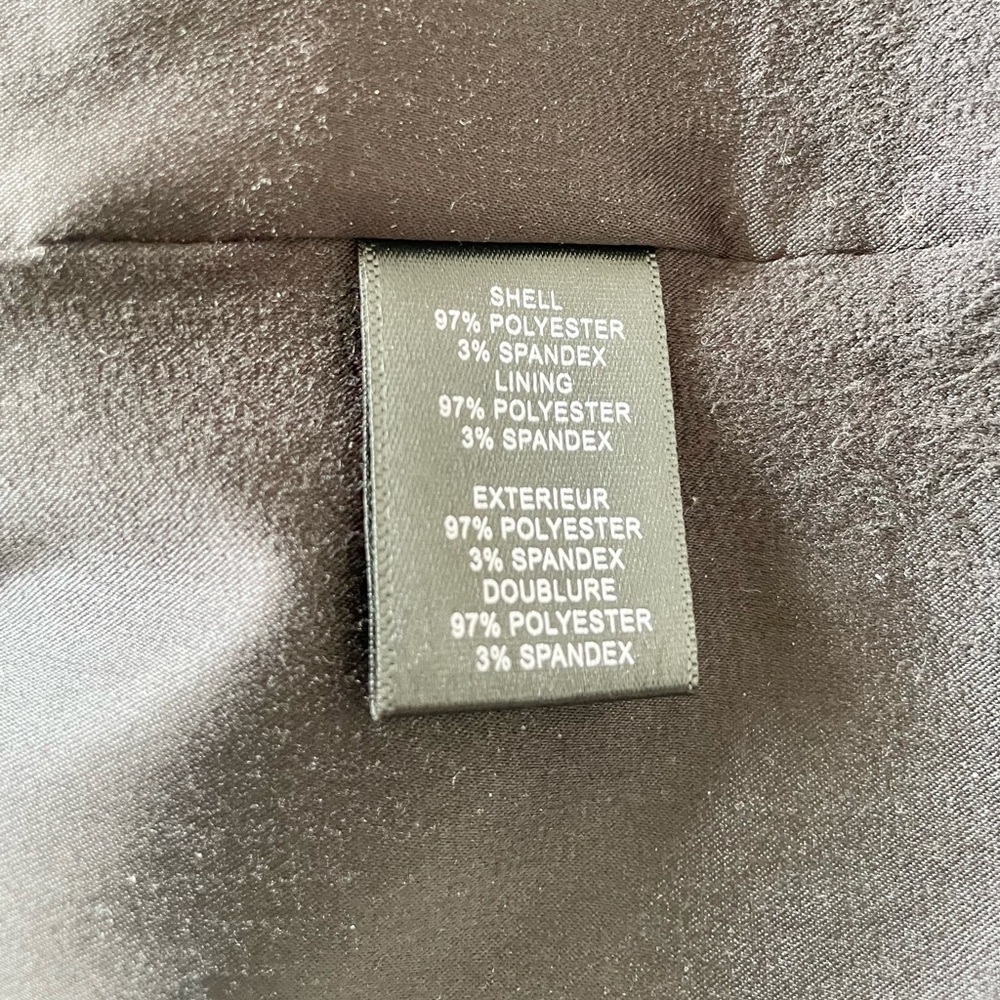 SHELL
97% POLYESTER
3% SPANDEX
LINING
97% POLYESTER
3% SPANDEX
EXTERIEUR
97% POLYESTER
3% SPANDEX
DOUBLURE
97% POLYESTER
3% SPANDEX